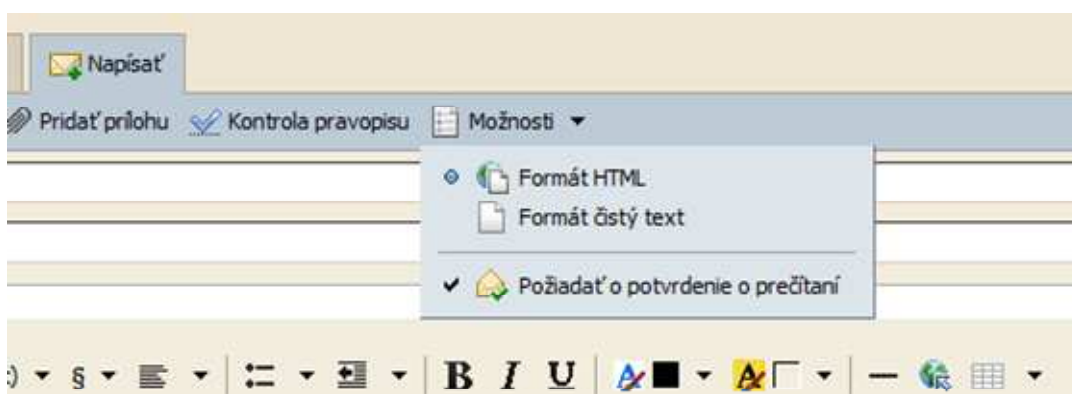 Napísať
Pridať prílohu Kontrola pravopisu Možnosti
Formát HTML
Formát čistý text
Požiadať o potvrdenie o prečítaní
§ B I U